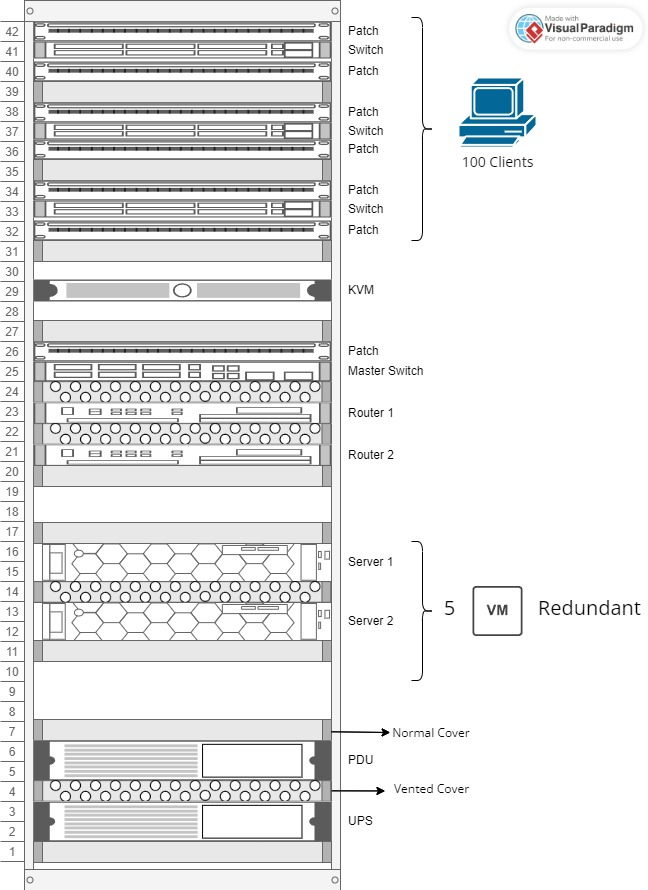 Made with
VisualParadigm
For non-commercial use
42 Patch
41 Switch
40 Patch
39
38 Patch
37 Switch
36 Patch
35
34 Patch
33 Switch
32 Patch
100 Clients
31
30
29 KVM
28
27
26 Patch
25 Master Switch
24
23 Router 1
22
21 Router 2
20
19
18
17
16
Server 1
15
14
13
Server 2
12
5 VM Redundant
11
10
9
8
7 Normal Cover
6
PDU
5
4 Vented Cover
3
UPS
2
1